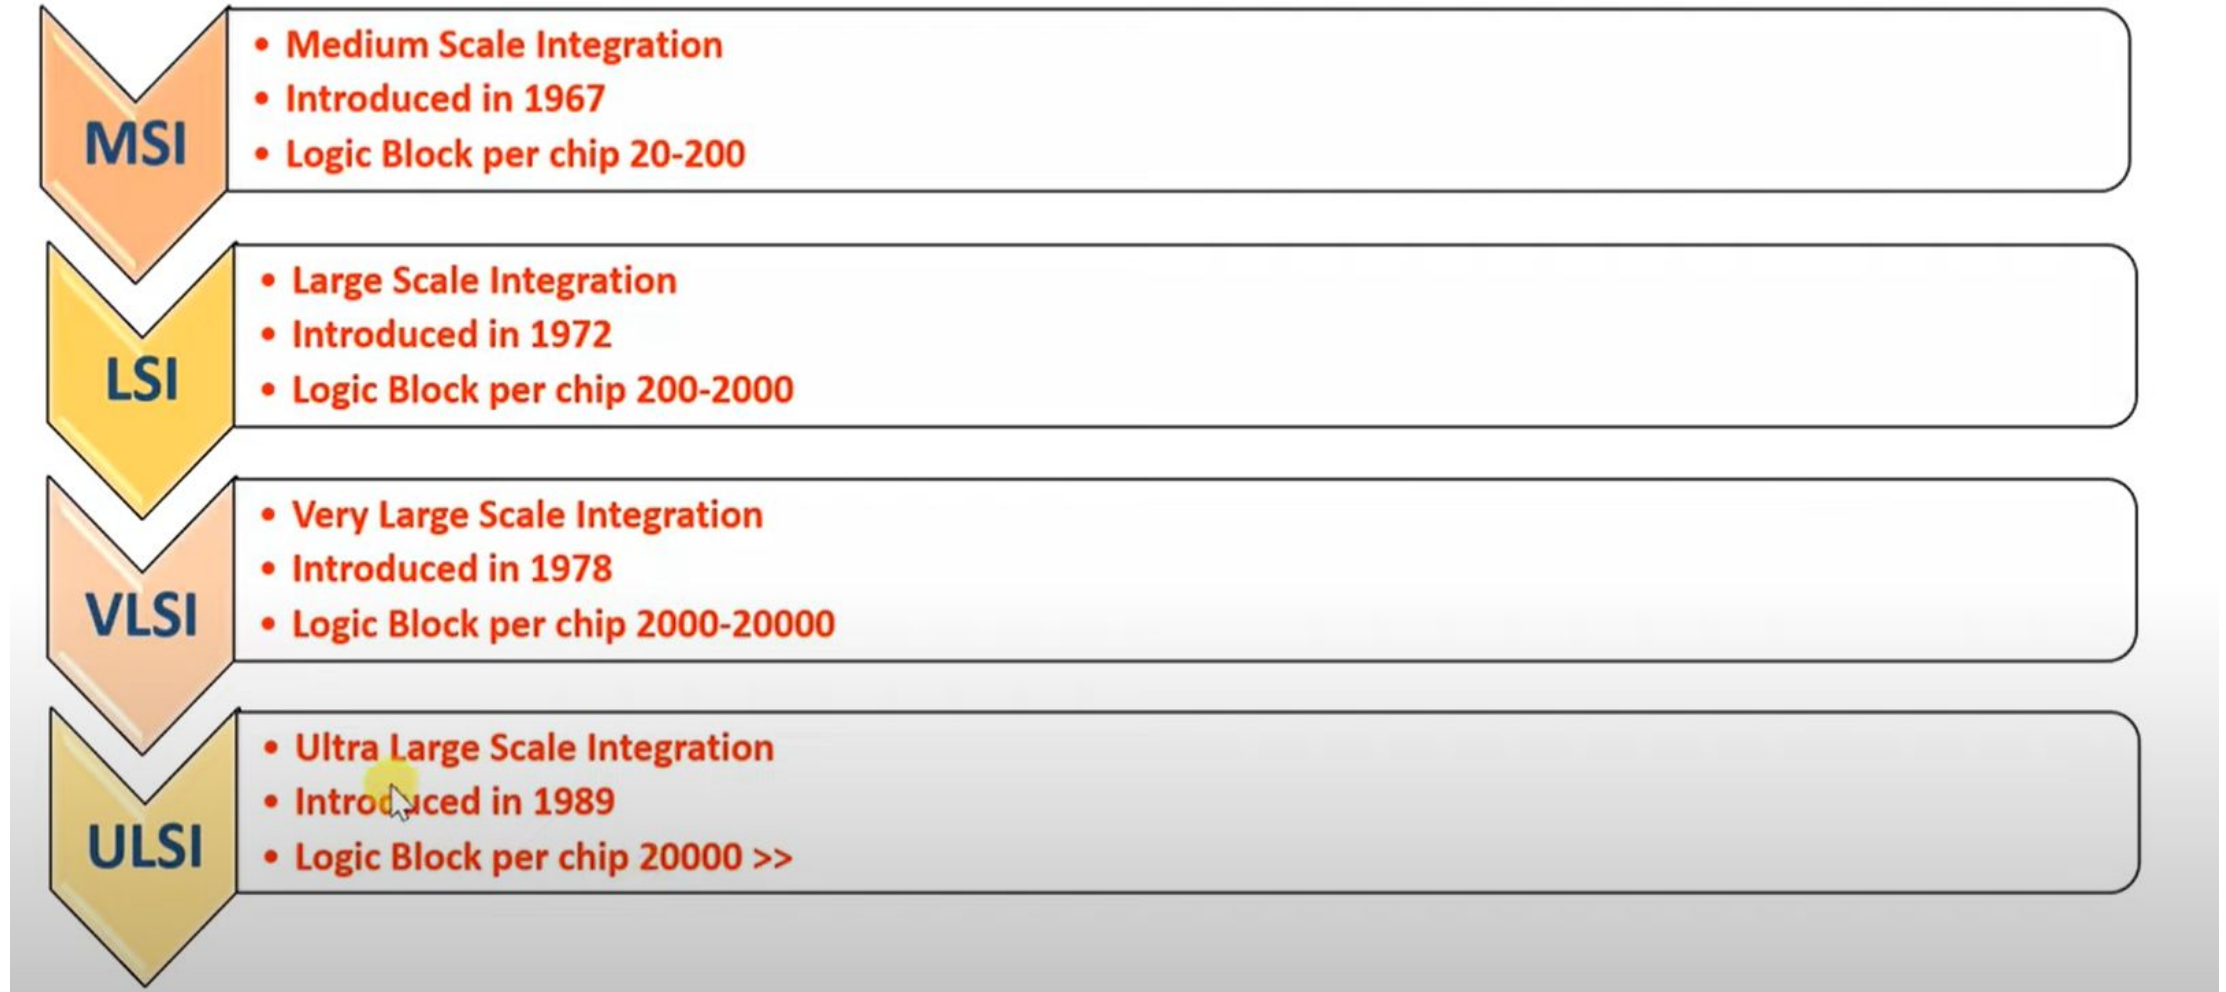 MSI
• Medium Scale Integration
• Introduced in 1967
• Logic Block per chip 20-200
LSI
• Large Scale Integration
• Introduced in 1972
• Logic Block per chip 200-2000
VLSI
• Very Large Scale Integration
• Introduced in 1978
• Logic Block per chip 2000-20000
ULSI
• Ultra Large Scale Integration
• Introduced in 1989
• Logic Block per chip 20000 >>